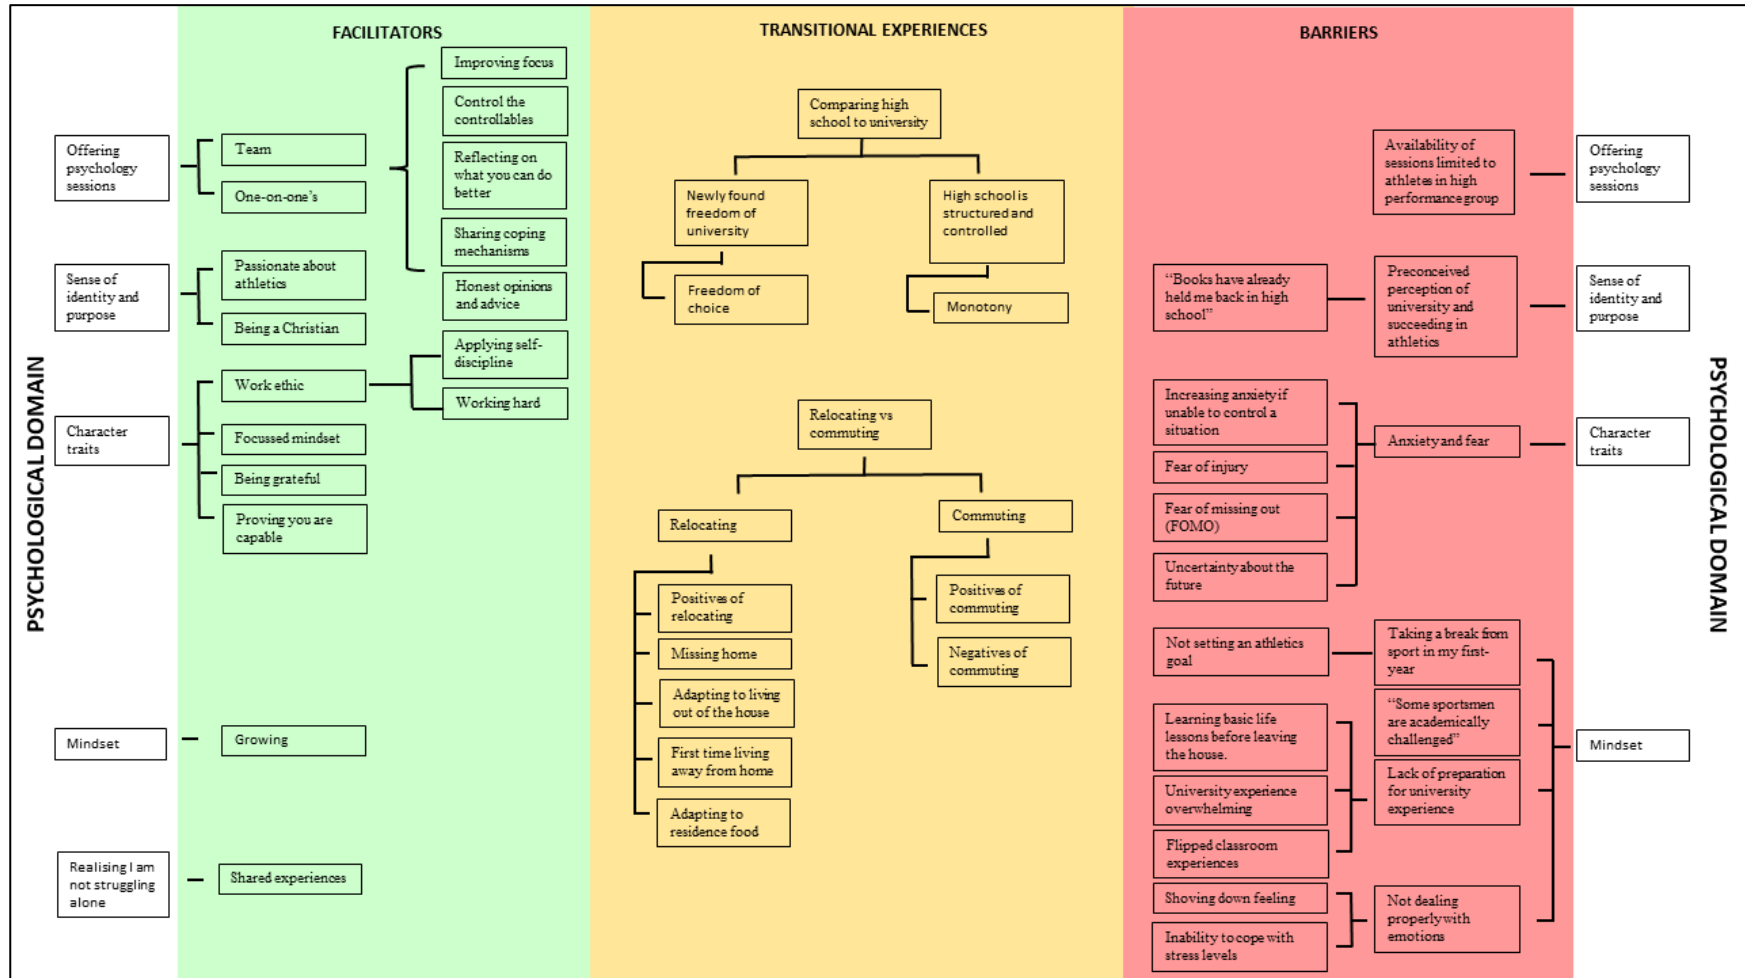 FACILITATORS
TRANSITIONAL EXPERIENCES
BARRIERS
PSYCHOLOGICAL DOMAIN
Offering
psychology
sessions
Sense of
identity and
purpose
Character
traits
Mindset
Realising I am
not struggling
alone
Team
One-on-one’s
Passionate about
athletics
Being a Christian
Work ethic
Focussed mindset
Being grateful
Proving you are
capable
Growing
Shared experiences
Improving focus
Control the
controllables
Reflecting on
what you can do
better
Sharing coping
mechanisms
Honest opinions
and advice
Applying self-
discipline
Working hard
Comparing high
school to university
Newly found
freedom of
university
High school is
structured and
controlled
Freedom of
choice
Monotony
Relocating vs
commuting
Relocating
Commuting
Positives of
relocating
Missing home
Adapting to living
out of the house
First time living
away from home
Adapting to
residence food
Positives of
commuting
Negatives of
commuting
“Books have already
held me back in high
school”
Increasing anxiety if
unable to control a
situation
Fear of injury
Fear of missing out
(FOMO)
Uncertainty about the
future
Not setting an athletics
goal
Learning basic life
lessons before leaving
the house.
University experience
overwhelming
Flipped classroom
experiences
Shoving down feeling
Inability to cope with
stress levels
Availability of
sessions limited to
athletes in high
performance group
Preconceived
perception of
university and
succeeding in
athletics
Anxiety and fear
Taking a break from
sport in my first-
year
“Some sportsmen
are academically
challenged”
Lack of preparation
for university
experience
Not dealing
properly with
emotions
Offering
psychology
sessions
Sense of
identity and
purpose
Character
traits
Mindset
PSYCHOLOGICAL DOMAIN